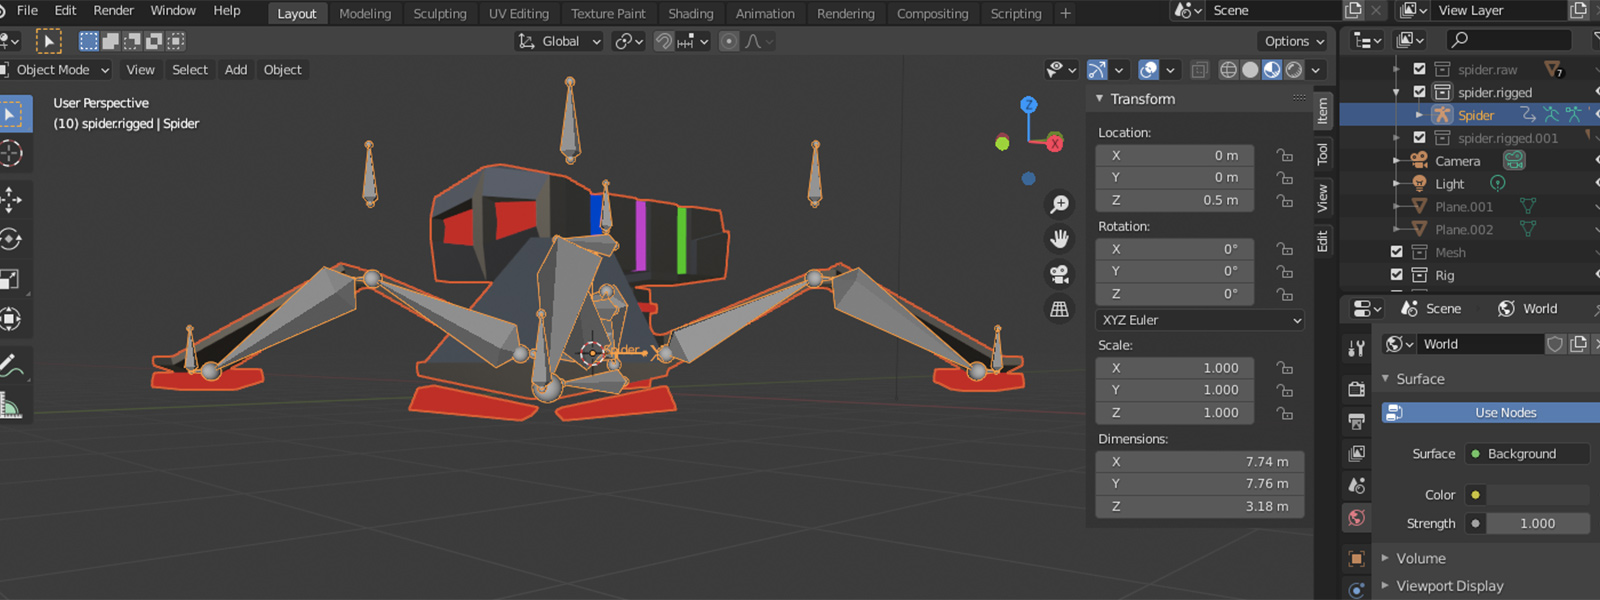 File Edit Render Window Help Layout Modeling Sculpting UV Editing Texture Paint Shading Animation Rendering Compositing Scripting + Scene View Layer
Global Options
Object Mode View Select Add Object
User Perspective
(10) spider.rigged | Spider
Spider
Z
X
Transform
Location:
X 0 m
Y 0 m
Z 0.5 m
Rotation:
X 0°
Y 0°
Z 0°
XYZ Euler
Scale:
X 1.000
Y 1.000
Z 1.000
Dimensions:
X 7.74 m
Y 7.76 m
Z 3.18 m
Item
Tool
View
Edit
spider.raw 7
spider.rigged
Spider
spider.rigged.001
Camera
Light
Plane.001
Plane.002
Mesh
Rig
Scene World
World
Surface
Use Nodes
Surface Background
Color
Strength 1.000
Volume
Viewport Display